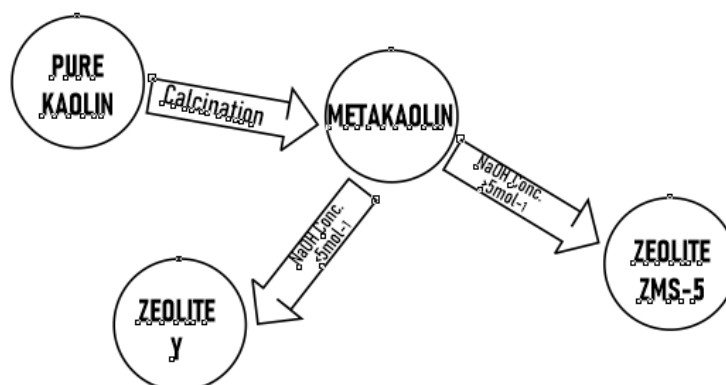 PURE
KAOLIN
Calcination
METAKAOLIN
NaOH Conc.
>5mol-1
NaOH Conc.
5mol-1
ZEOLITE
Y
ZEOLITE
ZMS-5